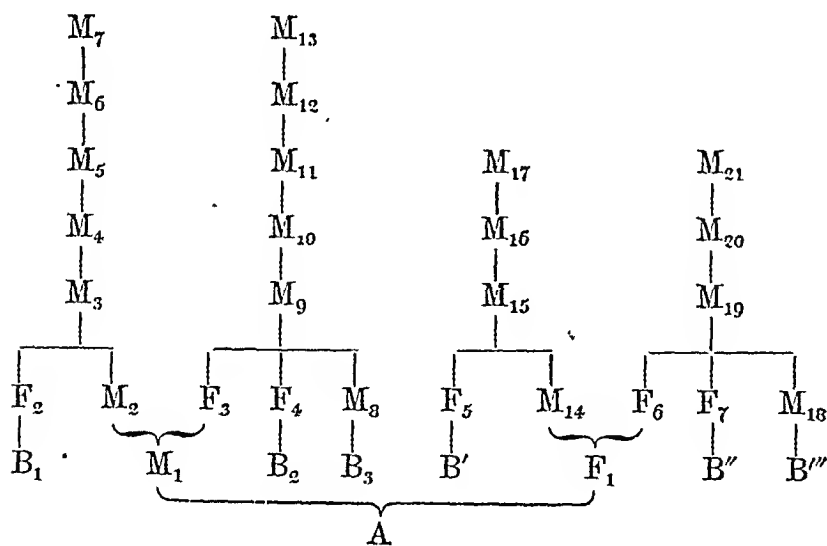 M₇ M₁₃
M₆ M₁₂
M₅ M₁₁ M₁₇ M₂₁
M₄ M₁₀ M₁₆ M₂₀
M₃ M₉ M₁₅ M₁₉
F₂ M₂ F₃ F₄ M₈ F₅ M₁₄ F₆ F₇ M₁₈
B₁ M₁ B₂ B₃ B′ F₁ B″ B‴
A